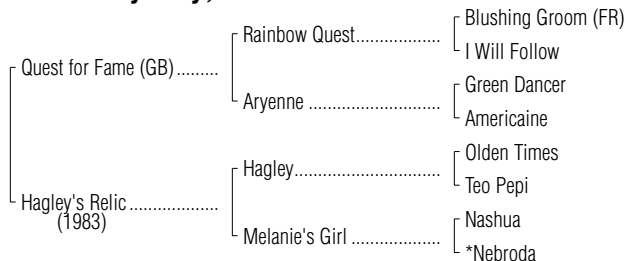 Blushing Groom (FR)
Rainbow Quest..................
I Will Follow
Quest for Fame (GB) .........
Green Dancer
Aryenne ............................
Americaine
Olden Times
Hagley...............................
Teo Pepi
Hagley's Relic ...................
(1983)
Nashua
Melanie's Girl ...................
*Nebroda